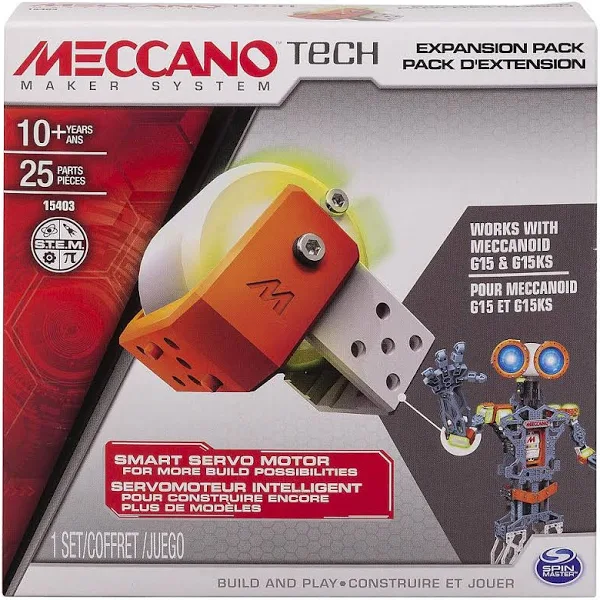 MECCANO TECH
MAKER SYSTEM
EXPANSION PACK
PACK D'EXTENSION
10+ YEARS ANS
25 PARTS PIÈCES
15403
S.T.E.M.
π
M
WORKS WITH
MECCANOID
G15 & G15KS
POUR MECCANOID
G15 ET G15KS
MECCANO
SMART SERVO MOTOR
FOR MORE BUILD POSSIBILITIES
SERVOMOTEUR INTELLIGENT
POUR CONSTRUIRE ENCORE
PLUS DE MODÈLES
1 SET/COFFRET/JUEGO
SPIN MASTER™
BUILD AND PLAY • CONSTRUIRE ET JOUER